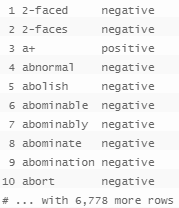 1 2-faced negative
2 2-faces negative
3 a+ positive
4 abnormal negative
5 abolish negative
6 abominable negative
7 abominably negative
8 abominate negative
9 abomination negative
10 abort negative
# ... with 6,778 more rows